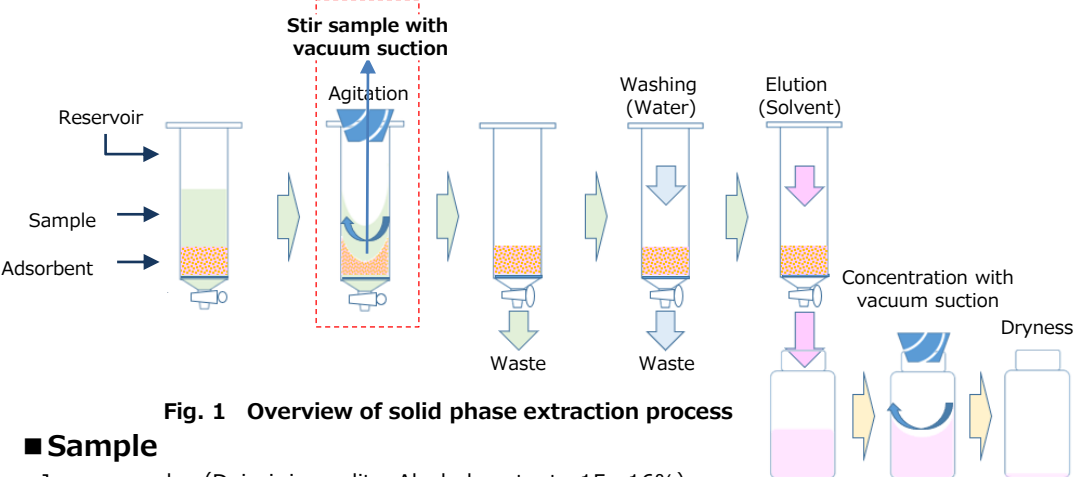 Stir sample with
vacuum suction
Agitation
Washing
(Water)
Elution
(Solvent)
Reservoir
Sample
Adsorbent
Concentration with
vacuum suction
Dryness
Waste
Waste
Fig. 1 Overview of solid phase extraction process
■Sample